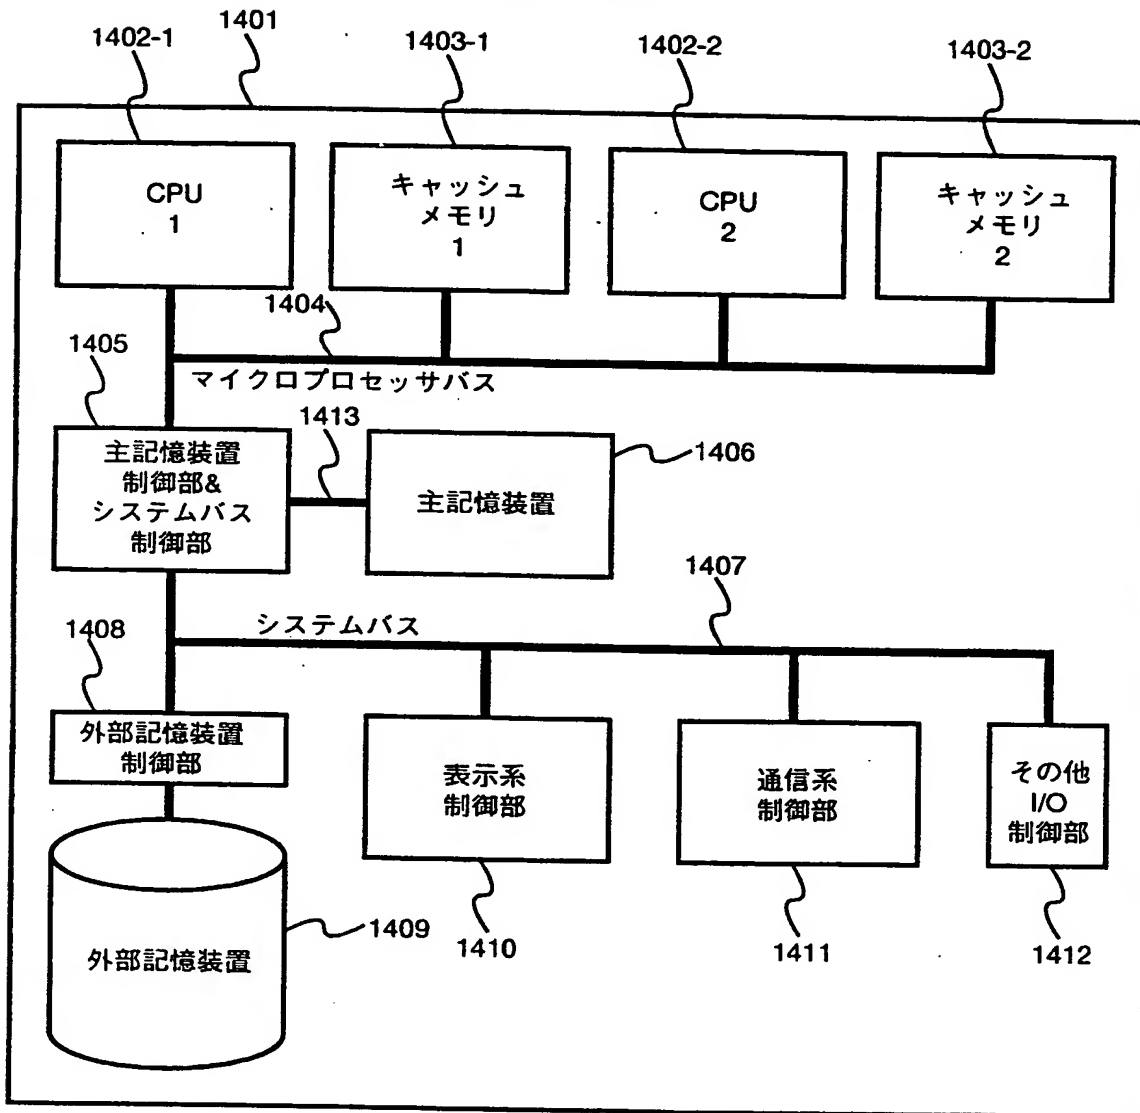 1401
1402-1
1403-1
1402-2
1403-2
CPU
1
キャッシュ
メモリ
1
CPU
2
キャッシュ
メモリ
2
1404
1405
マイクロプロセッサバス
1413
主記憶装置
制御部&
システムバス
制御部
主記憶装置
1406
1407
システムバス
1408
外部記憶装置
制御部
表示系
制御部
通信系
制御部
その他
I/O
制御部
外部記憶装置
1409
1410
1411
1412